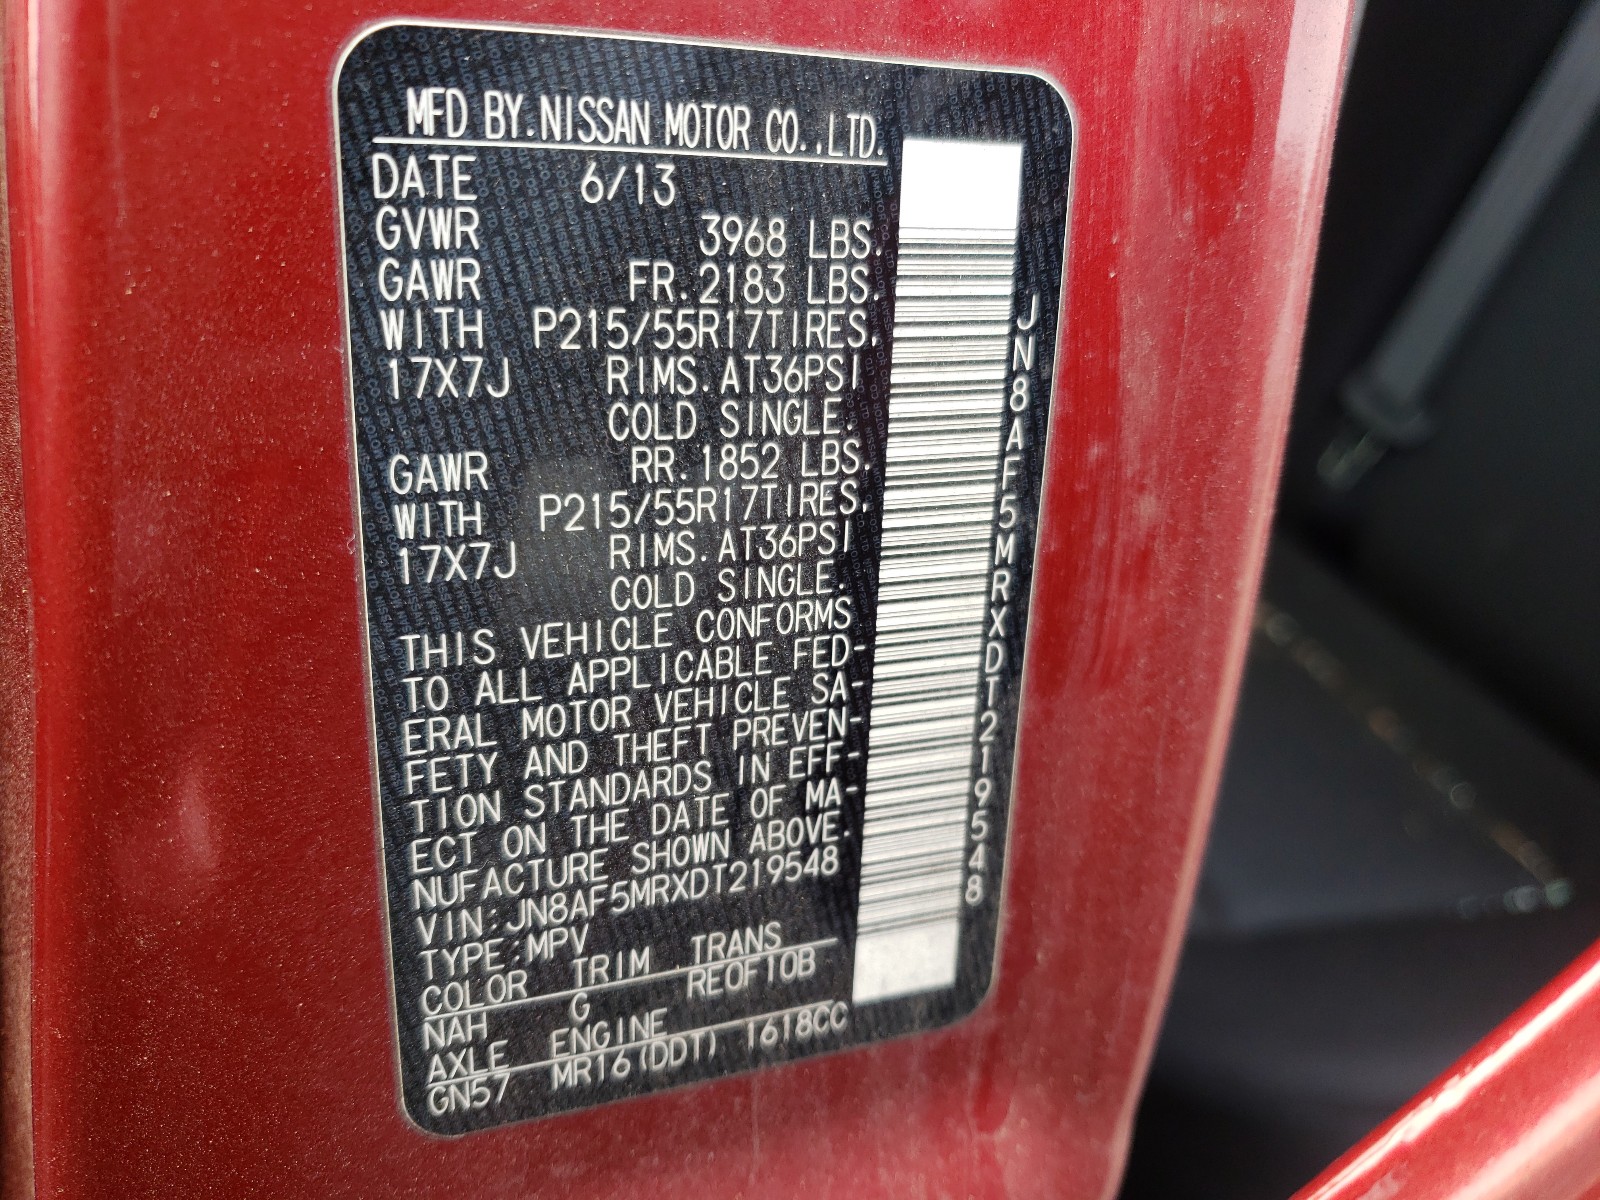 MFD BY.NISSAN MOTOR CO.,LTD.
DATE 6/13
GVWR 3968 LBS.
GAWR FR.2183 LBS.
WITH P215/55R17TIRES.
17X7J RIMS.AT36PSI
COLD SINGLE.
GAWR RR.1852 LBS.
WITH P215/55R17TIRES.
17X7J RIMS.AT36PSI
COLD SINGLE.
THIS VEHICLE CONFORMS
TO ALL APPLICABLE FED-
ERAL MOTOR VEHICLE SA-
FETY AND THEFT PREVEN-
TION STANDARDS IN EFF-
ECT ON THE DATE OF MA-
NUFACTURE SHOWN ABOVE.
VIN:JN8AF5MRXDT219548
TYPE:MPV
COLOR TRIM TRANS
NAH G RE0F10B
AXLE ENGINE
GN57 MR16(DDT) 1618CC
JN8AF5MRXDT219548